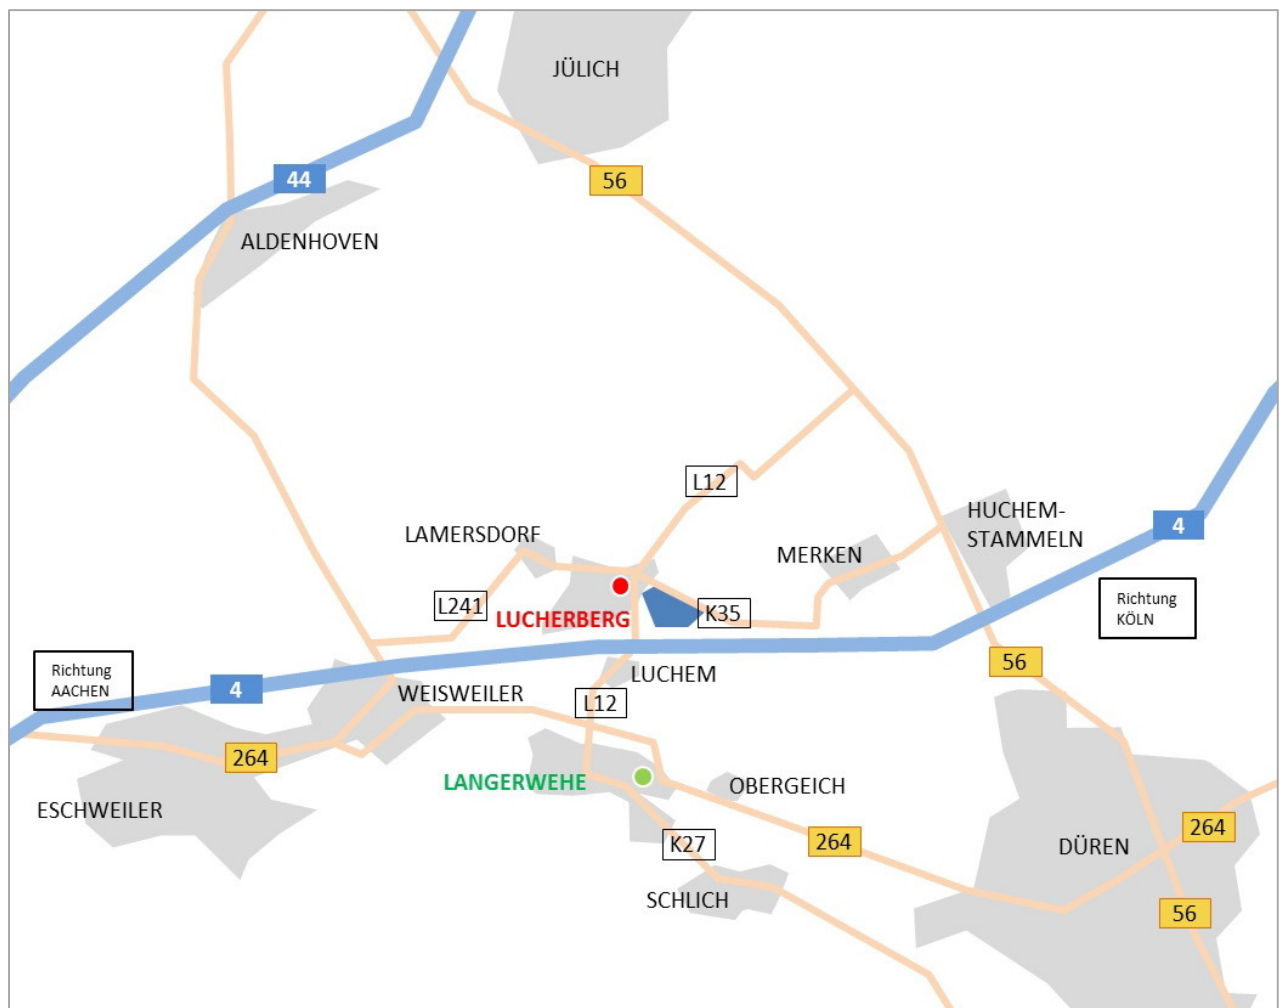 JÜLICH
44
56
ALDENHOVEN
L12
LAMERSDORF
HUCHEM-
STAMMELN
4
MERKEN
L241
LUCHERBERG
K35
Richtung
KÖLN
Richtung
AACHEN
4
WEISWEILER
LUCHEM
56
L12
264
LANGERWEHE
OBERGEICH
ESCHWEILER
K27
264
DÜREN
264
SCHLICH
56